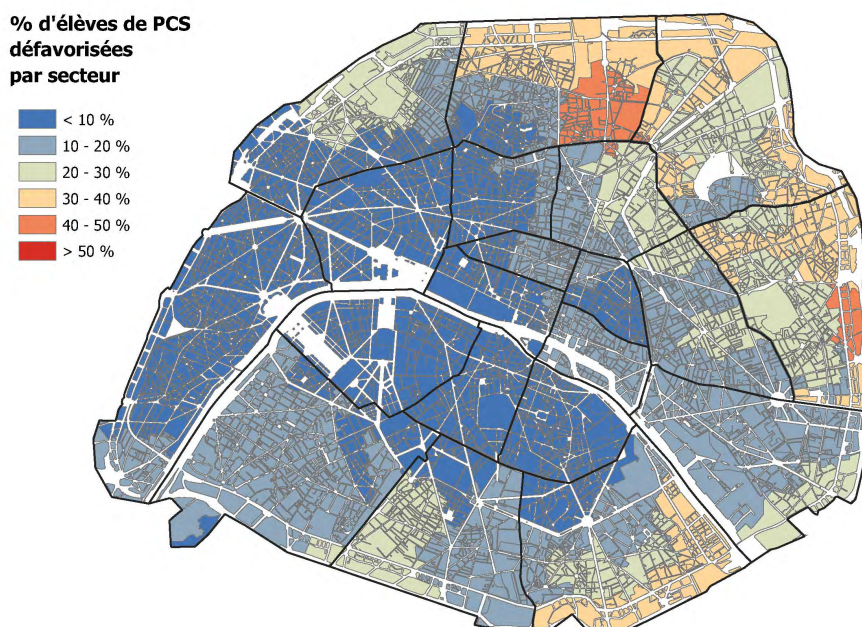 % d'élèves de PCS
défavorisées
par secteur
< 10 %
10 - 20 %
20 - 30 %
30 - 40 %
40 - 50 %
> 50 %